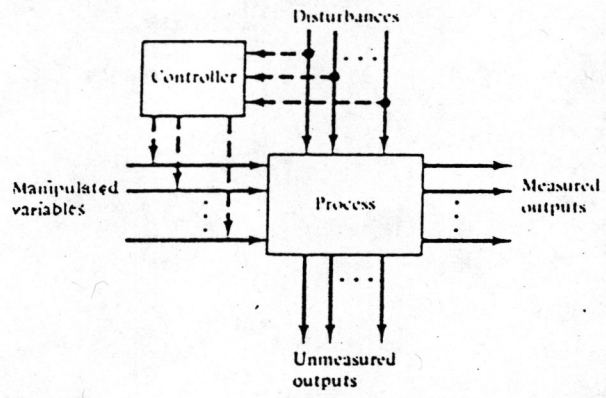 Disturbances
Controller
Manipulated
variables
Process
Measured
outputs
Unmeasured
outputs